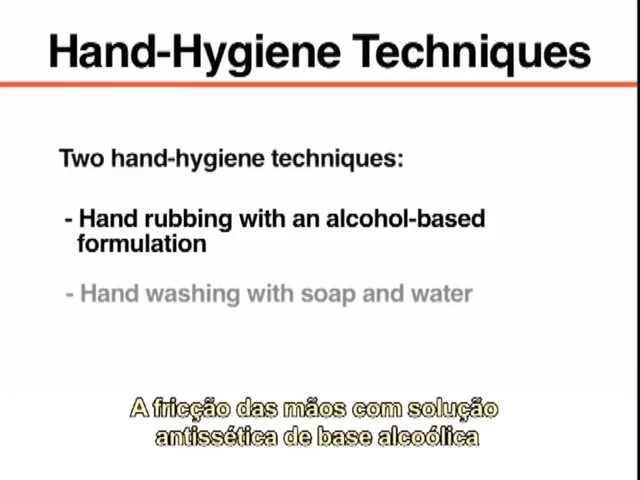 Hand-Hygiene Techniques
Two hand-hygiene techniques:
- Hand rubbing with an alcohol-based
formulation
- Hand washing with soap and water
A fricção das mãos com solução
antissética de base alcoólica